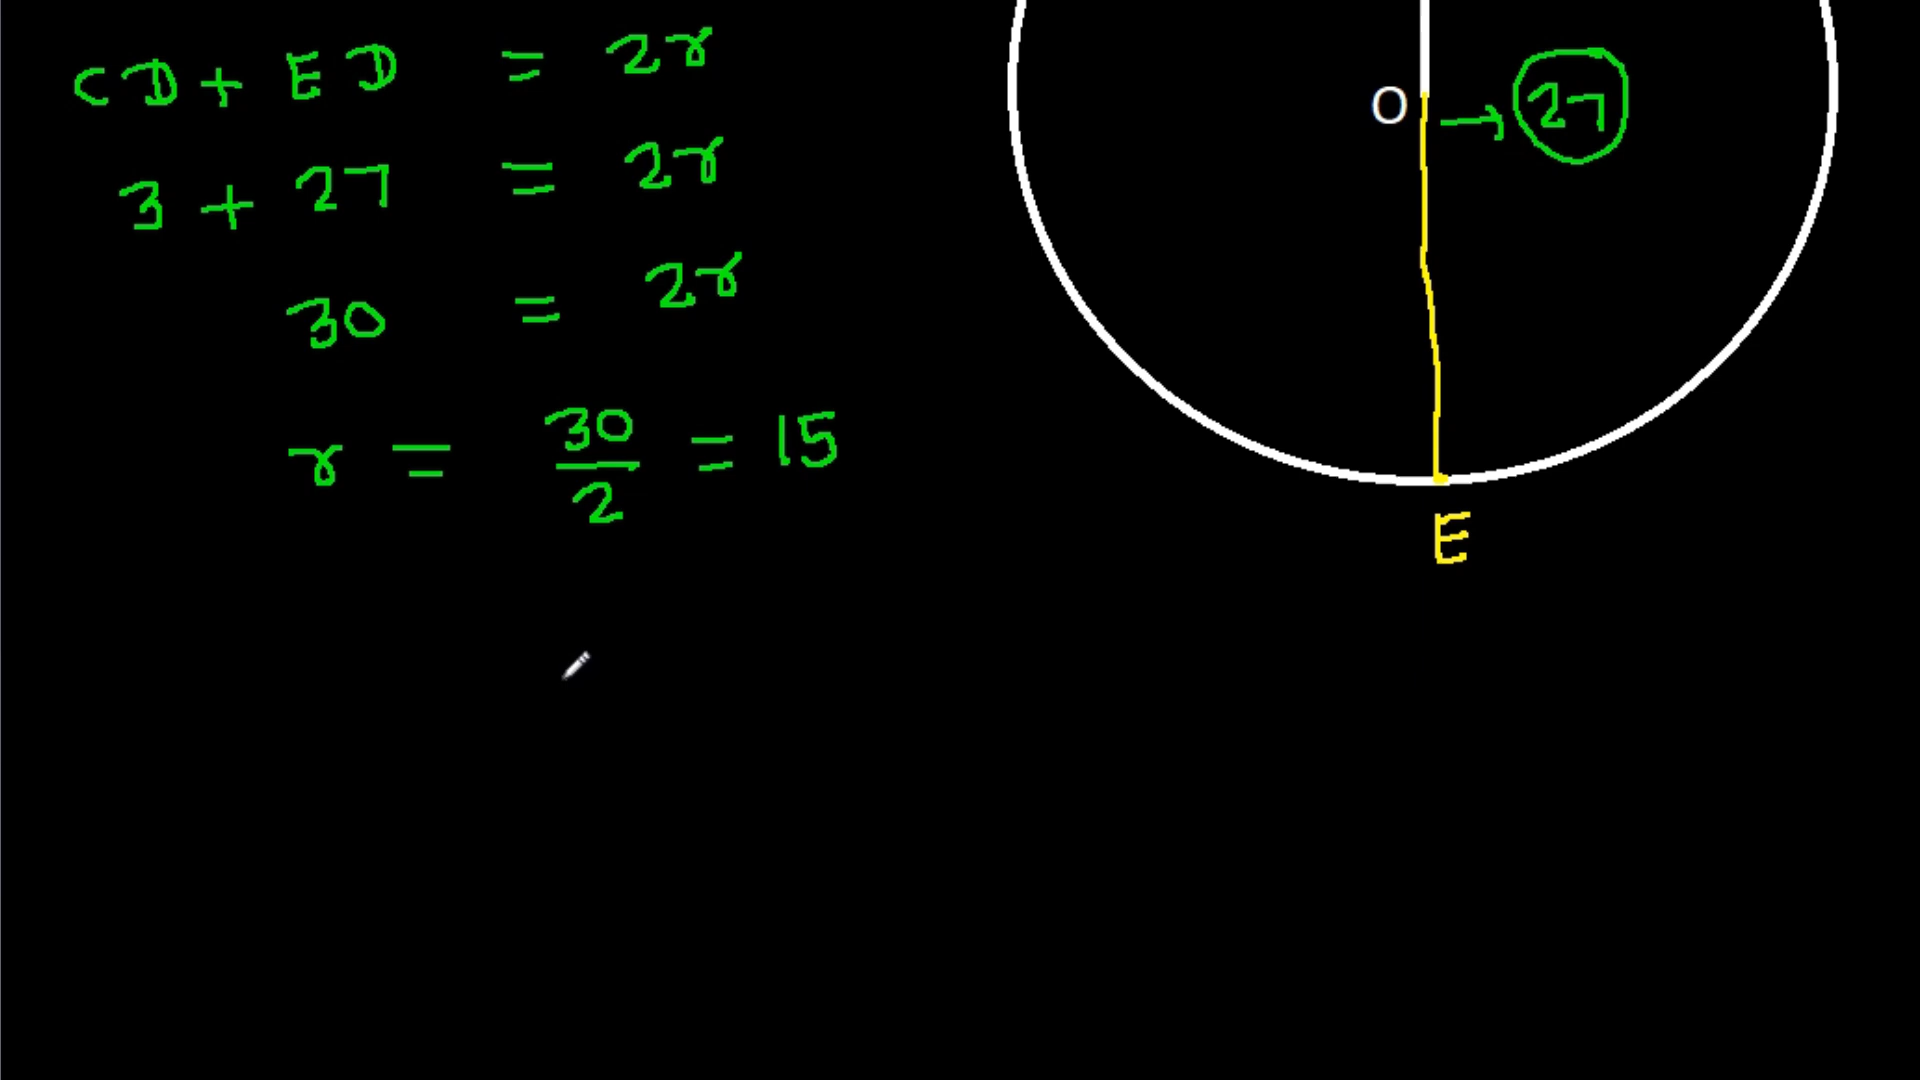 CD + ED = 2r
3 + 27 = 2r
30 = 2r
r = 30/2 = 15
O → 27
E